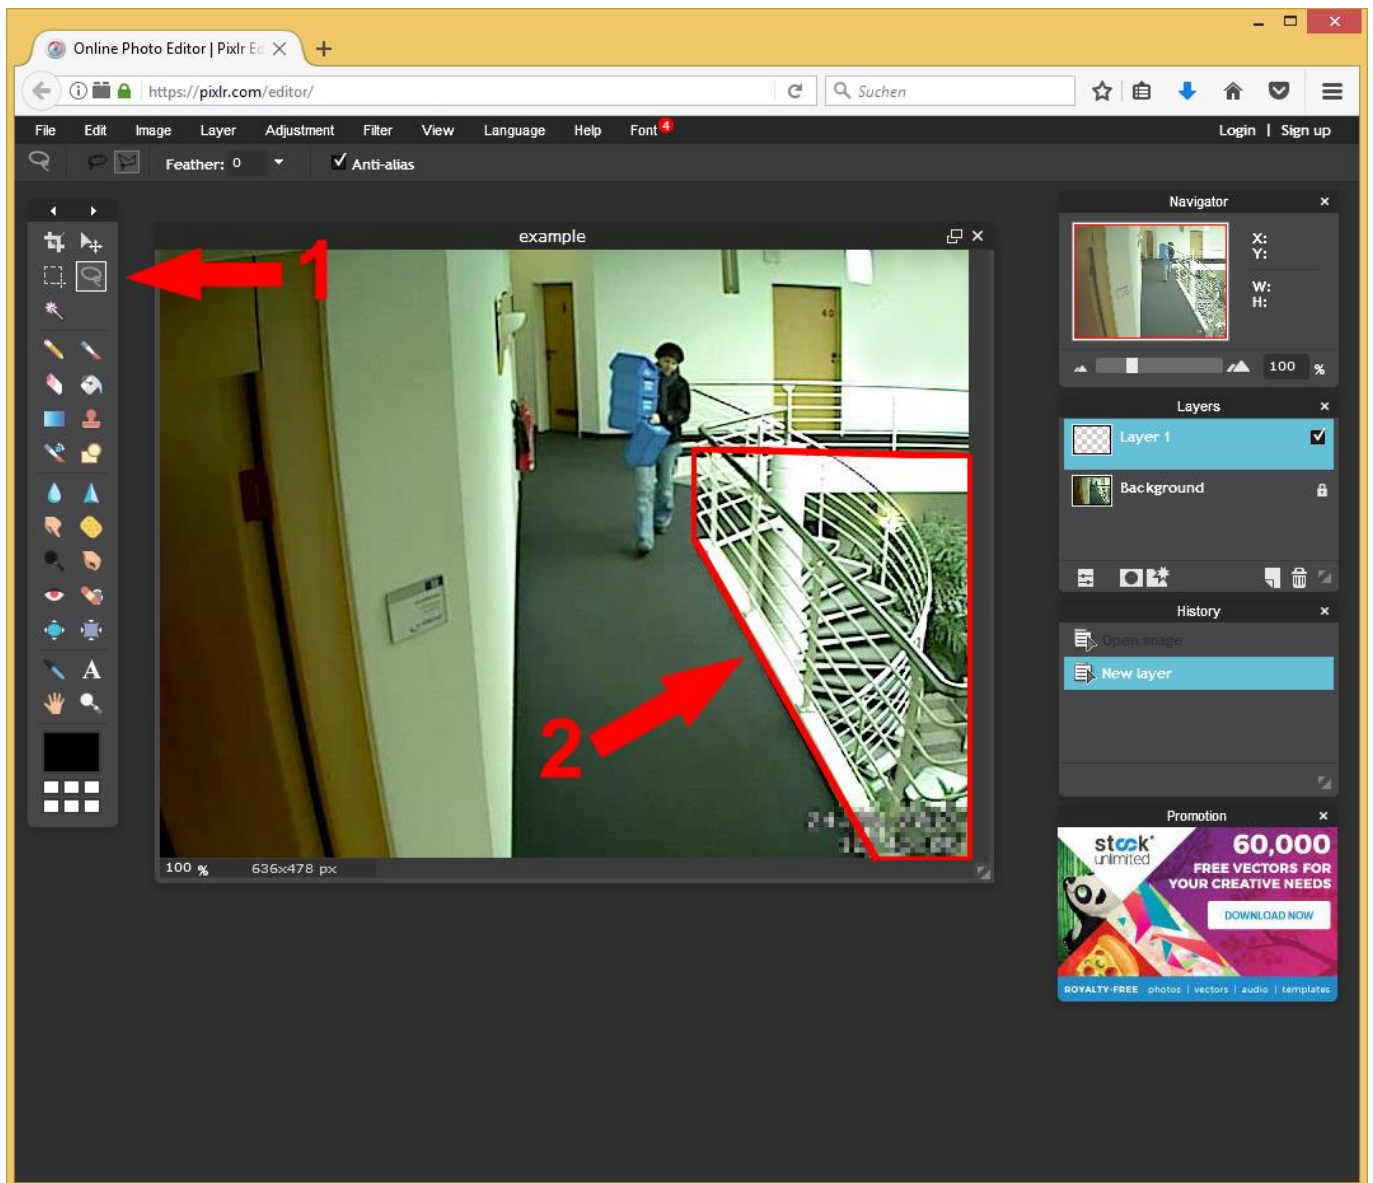 Online Photo Editor | Pixlr Ed
https://pixlr.com/editor/
Suchen
File Edit Image Layer Adjustment Filter View Language Help Font 4 Login | Sign up
Feather: 0 Anti-alias
example
1
2
40
100 % 636x478 px
Navigator
X:
Y:
W:
H:
100 %
Layers
Layer 1
Background
History
Open image
New layer
Promotion
stock
unlimited
60,000
FREE VECTORS FOR
YOUR CREATIVE NEEDS
DOWNLOAD NOW
ROYALTY-FREE photos | vectors | audio | templates
A